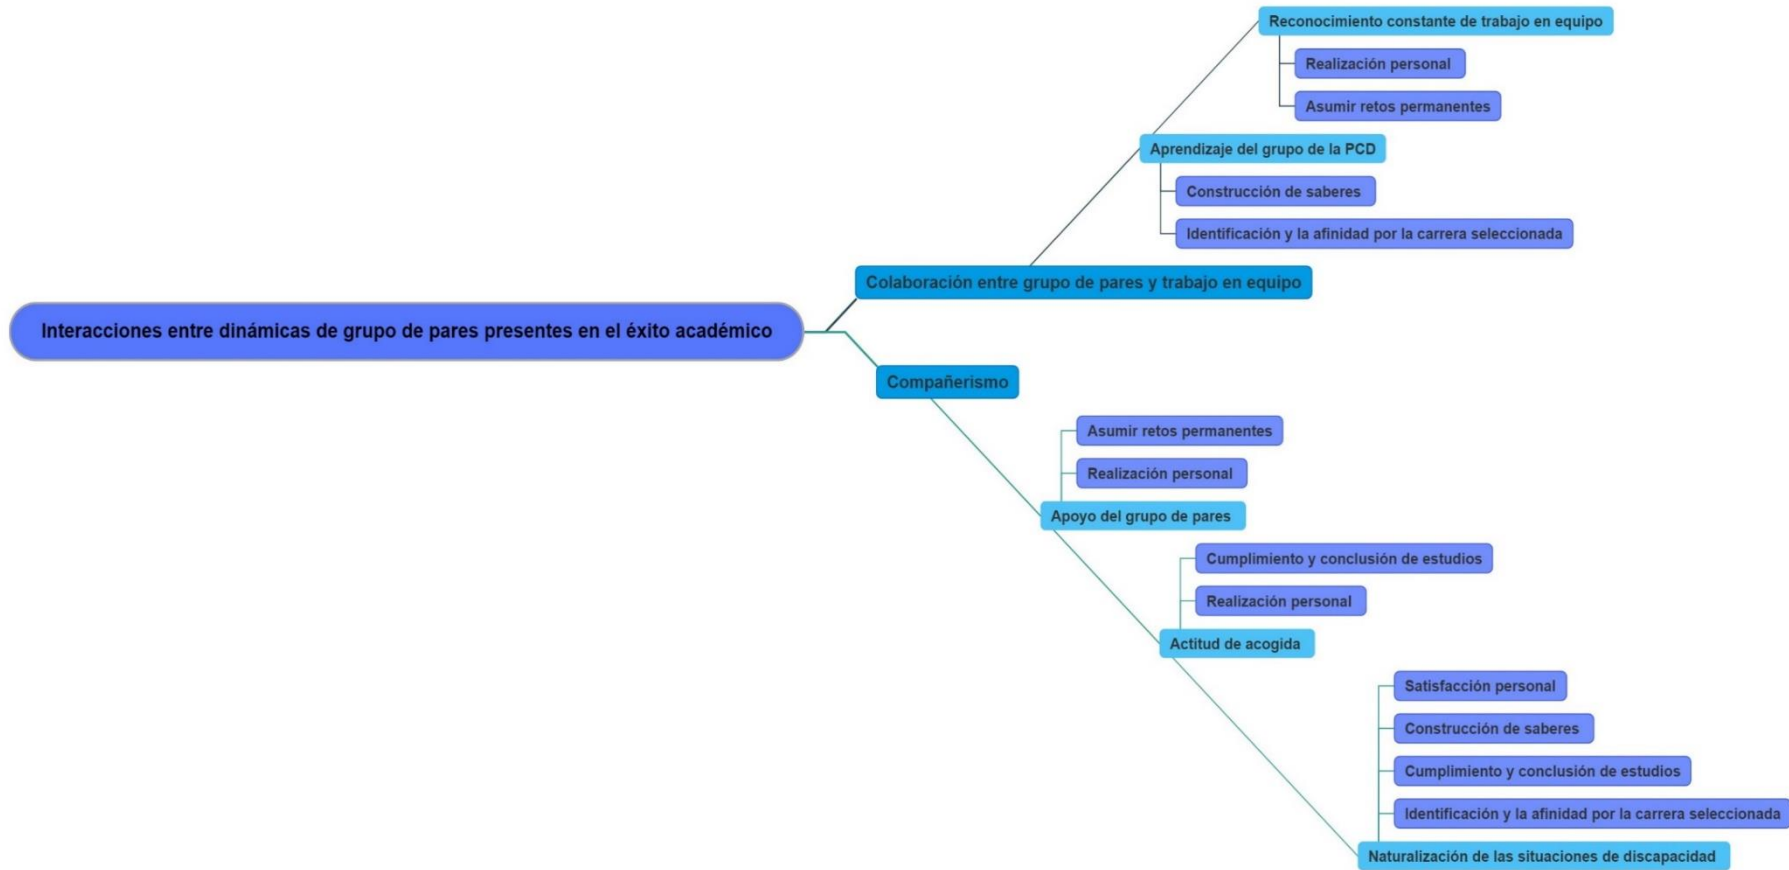 Reconocimiento constante de trabajo en equipo
Realización personal
Asumir retos permanentes
Aprendizaje del grupo de la PCD
Construcción de saberes
Identificación y la afinidad por la carrera seleccionada
Colaboración entre grupo de pares y trabajo en equipo
Interacciones entre dinámicas de grupo de pares presentes en el éxito académico
Compañerismo
Asumir retos permanentes
Realización personal
Apoyo del grupo de pares
Cumplimiento y conclusión de estudios
Realización personal
Actitud de acogida
Satisfacción personal
Construcción de saberes
Cumplimiento y conclusión de estudios
Identificación y la afinidad por la carrera seleccionada
Naturalización de las situaciones de discapacidad